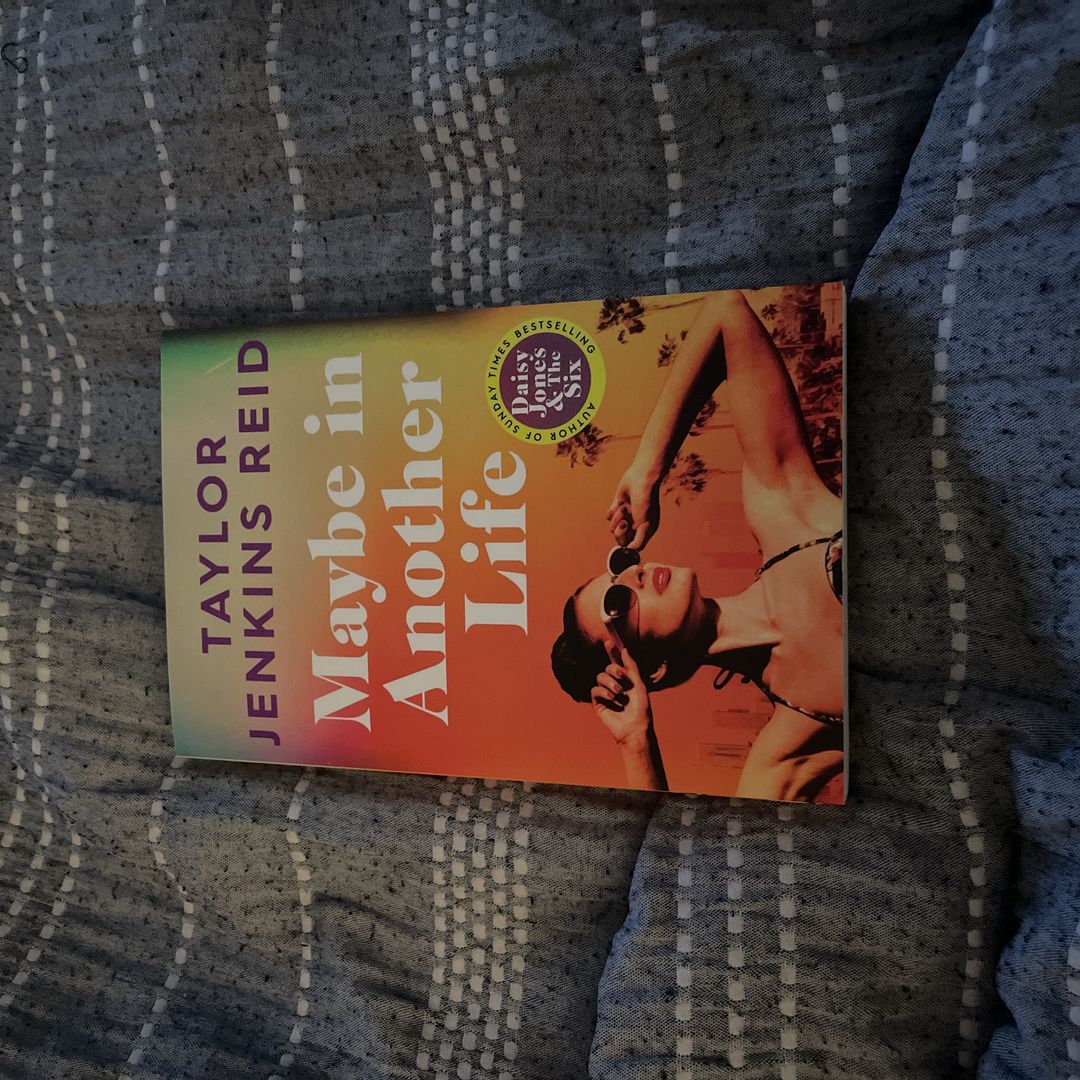 TAYLOR
JENKINS REID
Maybe in
Another
Life
AUTHOR OF SUNDAY TIMES BESTSELLING
Daisy
Jones
& The
Six